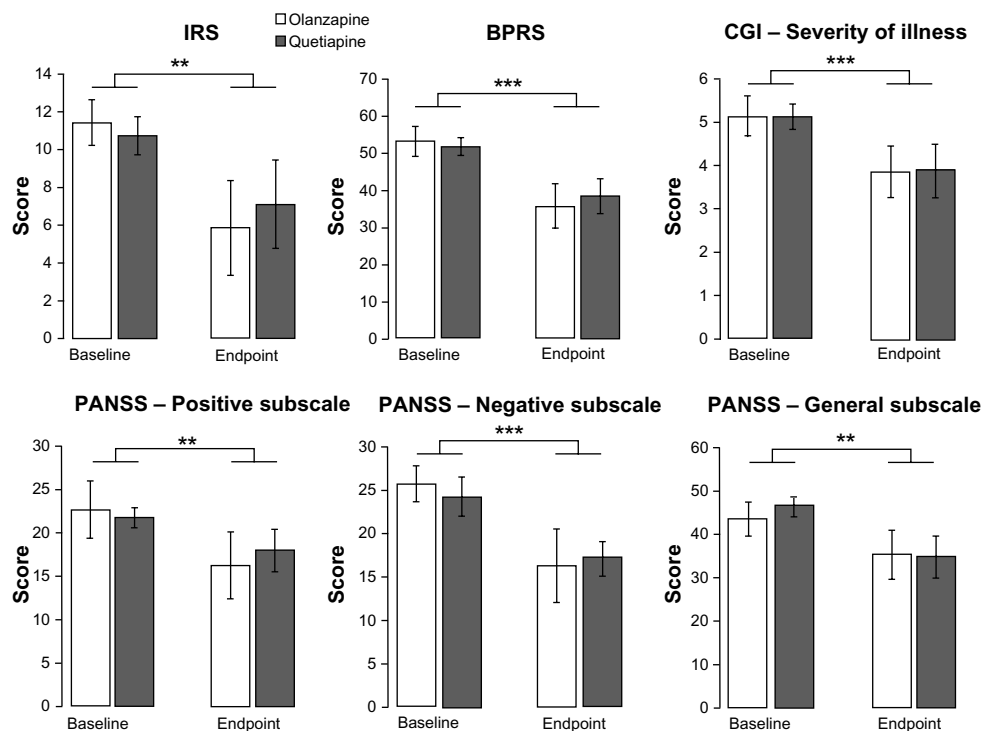 IRS
Olanzapine
Quetiapine
BPRS
CGI – Severity of illness
**
***
***
Score
14
12
10
8
6
4
2
0
Baseline
Endpoint
Score
70
60
50
40
30
20
10
0
Baseline
Endpoint
Score
6
5
4
3
2
1
0
Baseline
Endpoint
PANSS – Positive subscale
PANSS – Negative subscale
PANSS – General subscale
**
***
**
Score
30
25
20
15
10
5
0
Baseline
Endpoint
Score
30
25
20
15
10
5
0
Baseline
Endpoint
Score
60
50
40
30
20
10
0
Baseline
Endpoint